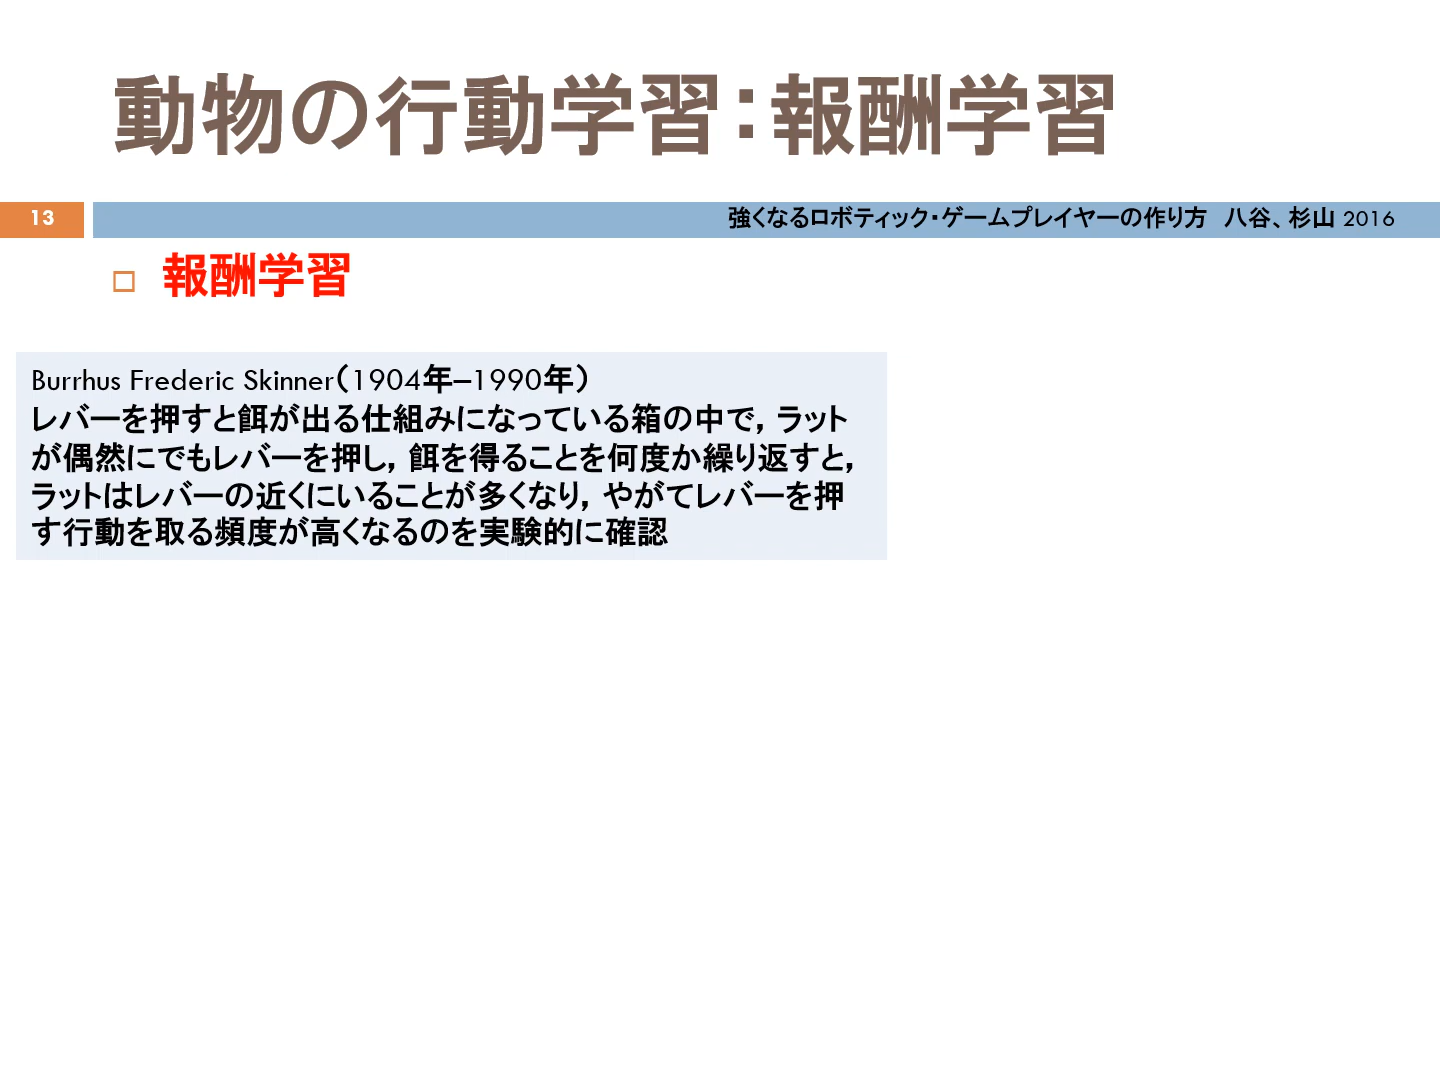 動物の行動学習：報酬学習
13
強くなるロボティック・ゲームプレイヤーの作り方　八谷、杉山 2016
報酬学習
Burrhus Frederic Skinner（1904年–1990年）
レバーを押すと餌が出る仕組みになっている箱の中で，ラット
が偶然にでもレバーを押し，餌を得ることを何度か繰り返すと，
ラットはレバーの近くにいることが多くなり，やがてレバーを押
す行動を取る頻度が高くなるのを実験的に確認